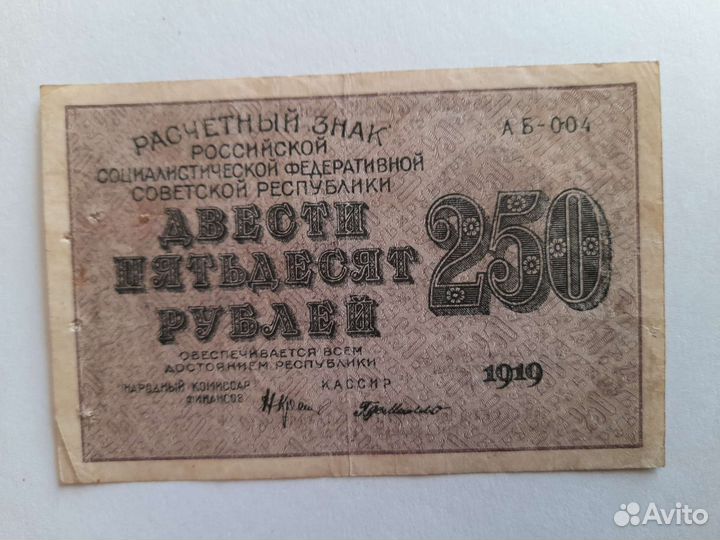 РАСЧЕТНЫЙ ЗНАК
РОССИЙСКОЙ
СОЦИАЛИСТИЧЕСКОЙ ФЕДЕРАТИВНОЙ
СОВЕТСКОЙ РЕСПУБЛИКИ
АБ-004
ДВЕСТИ
ПЯТЬДЕСЯТ
РУБЛЕЙ
250
ОБЕСПЕЧИВАЕТСЯ ВСЕМ
ДОСТОЯНИЕМ РЕСПУБЛИКИ
НАРОДНЫЙ КОМИССАР
ФИНАНСОВ
КАССИР
1919
Avito